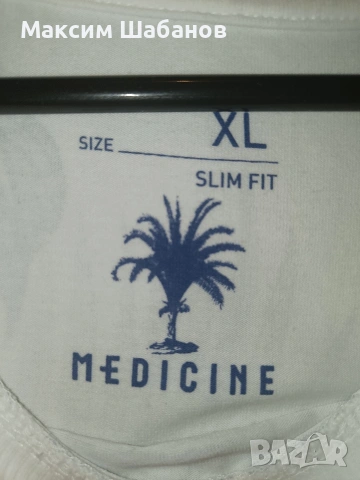 Максим Шабанов
XL
SIZE
SLIM FIT
MEDICINE
BAZAR